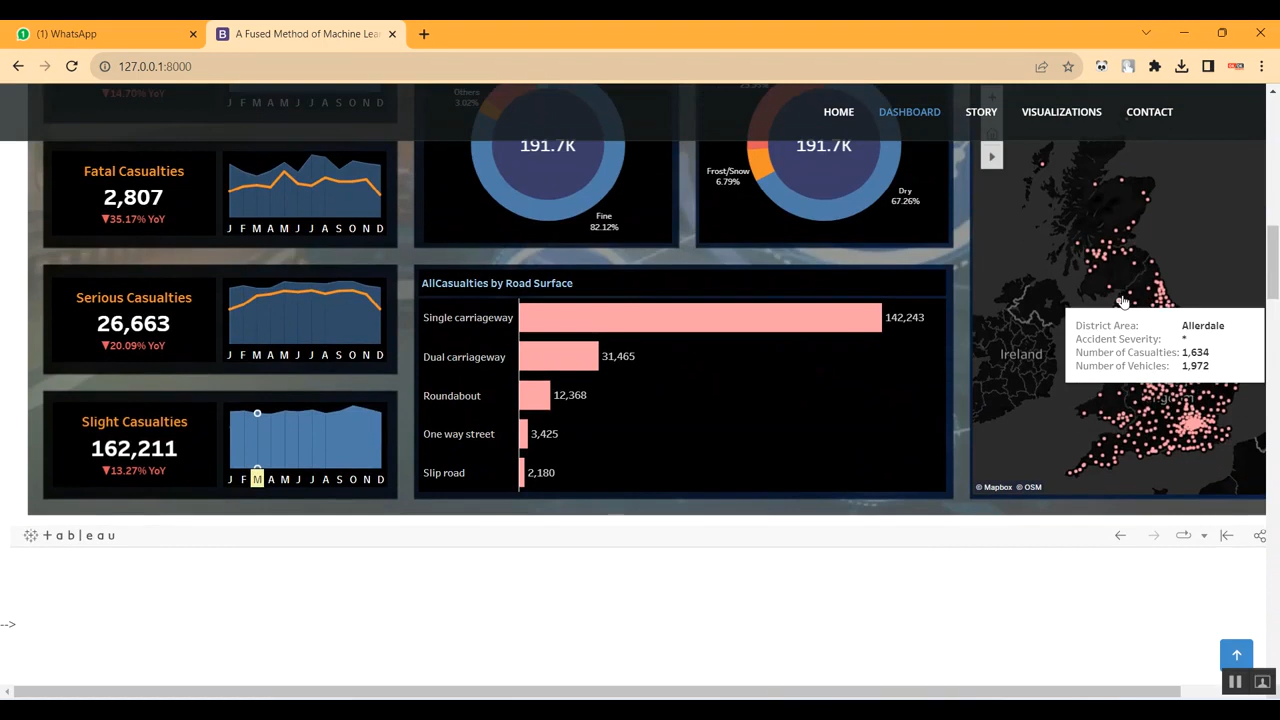 (1) WhatsApp
A Fused Method of Machine Lea
127.0.0.1:8000
HOME
DASHBOARD
STORY
VISUALIZATIONS
CONTACT
▼14.70% YoY
J F M A M J J A S O N D
Others
3.02%
191.7K
Fine
82.12%
191.7K
Frost/Snow
6.79%
Dry
67.26%
Fatal Casualties
2,807
▼35.17% YoY
J F M A M J J A S O N D
Serious Casualties
26,663
▼20.09% YoY
J F M A M J J A S O N D
Slight Casualties
162,211
▼13.27% YoY
J F M A M J J A S O N D
AllCasualties by Road Surface
Single carriageway 142,243
Dual carriageway 31,465
Roundabout 12,368
One way street 3,425
Slip road 2,180
Ireland
District Area: Allerdale
Accident Severity: *
Number of Casualties: 1,634
Number of Vehicles: 1,972
© Mapbox © OSM
+ a b l e a u
-->